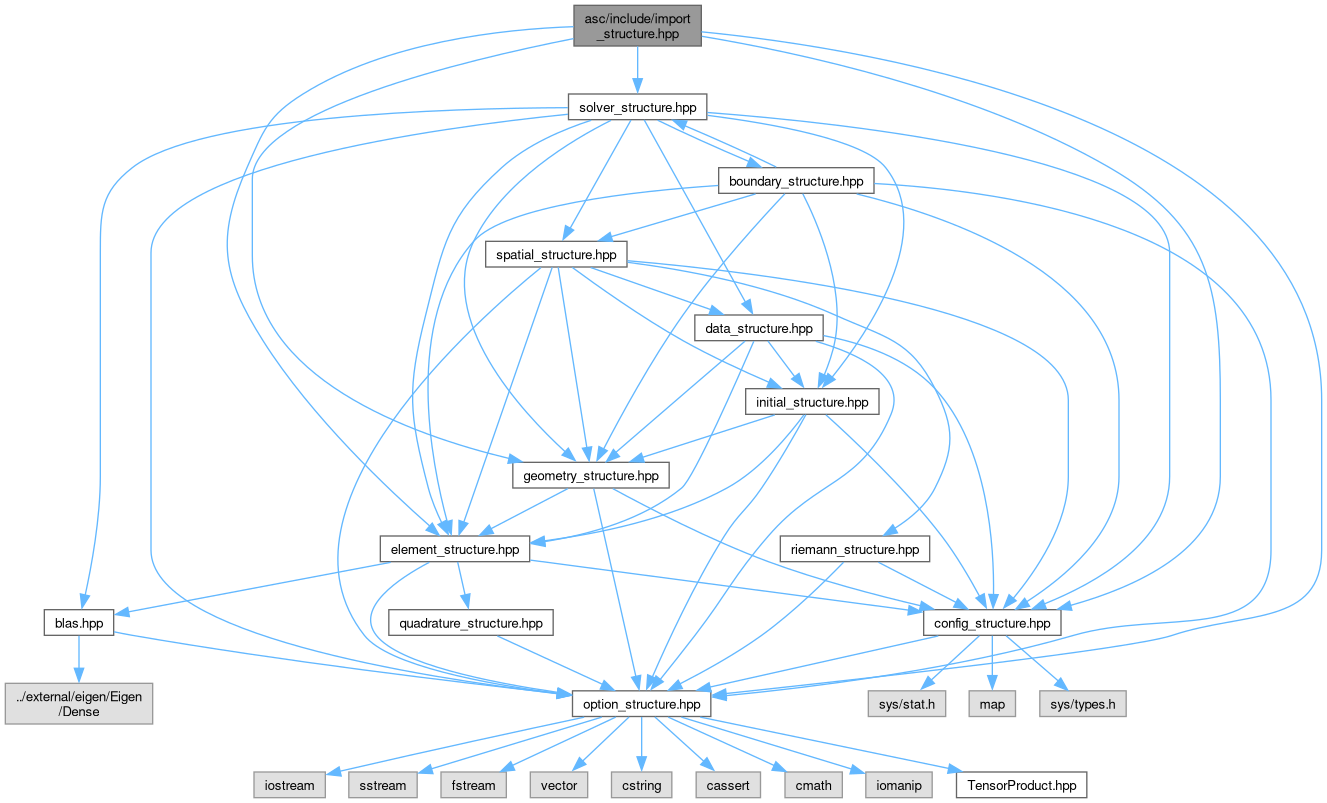 asc/include/import
_structure.hpp
solver_structure.hpp
boundary_structure.hpp
spatial_structure.hpp
data_structure.hpp
initial_structure.hpp
geometry_structure.hpp
element_structure.hpp
riemann_structure.hpp
blas.hpp
quadrature_structure.hpp
config_structure.hpp
../external/eigen/Eigen
/Dense
option_structure.hpp
sys/stat.h
map
sys/types.h
iostream
sstream
fstream
vector
cstring
cassert
cmath
iomanip
TensorProduct.hpp